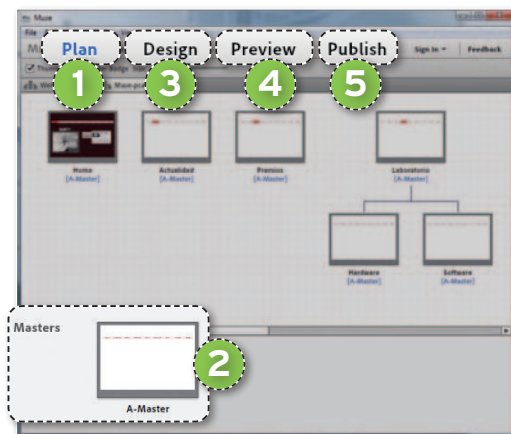 Muse
File
Plan Design Preview Publish Sign In Feedback
1 3 4 5
Home Actualidad Premios Laboratorio
[A-Master] [A-Master] [A-Master] [A-Master]
Hardware Software
[A-Master] [A-Master]
Masters
2
A-Master